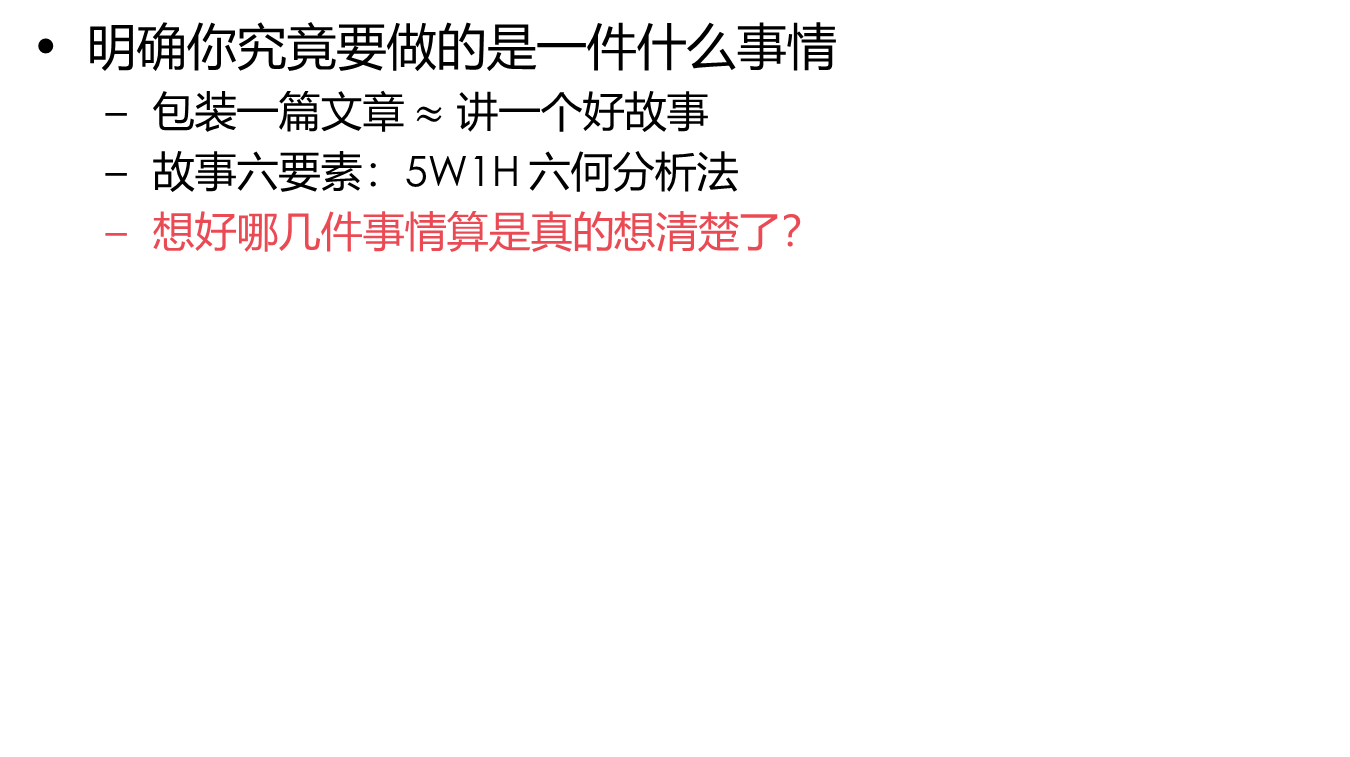 • 明确你究竟要做的是一件什么事情
– 包装一篇文章 ≈ 讲一个好故事
– 故事六要素：5W1H 六何分析法
– 想好哪几件事情算是真的想清楚了？